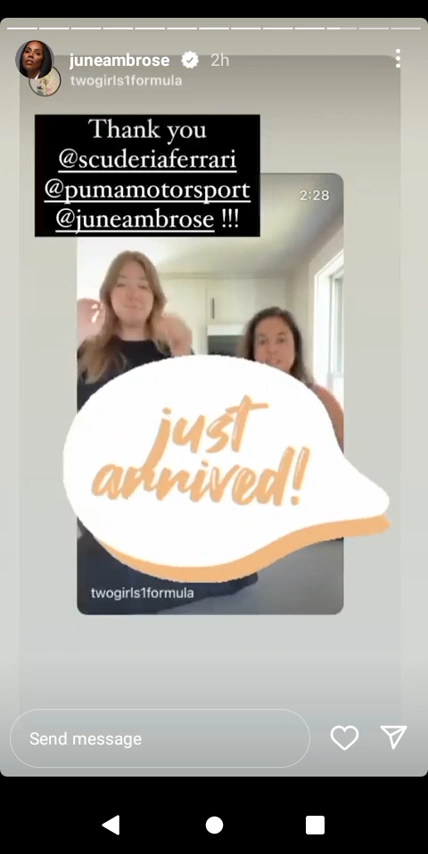 juneambrose 2h
twogirls1formula
Thank you
@scuderiaferrari
@pumamotorsport
@juneambrose !!!
2:28
just
arrived!
twogirls1formula
Send message